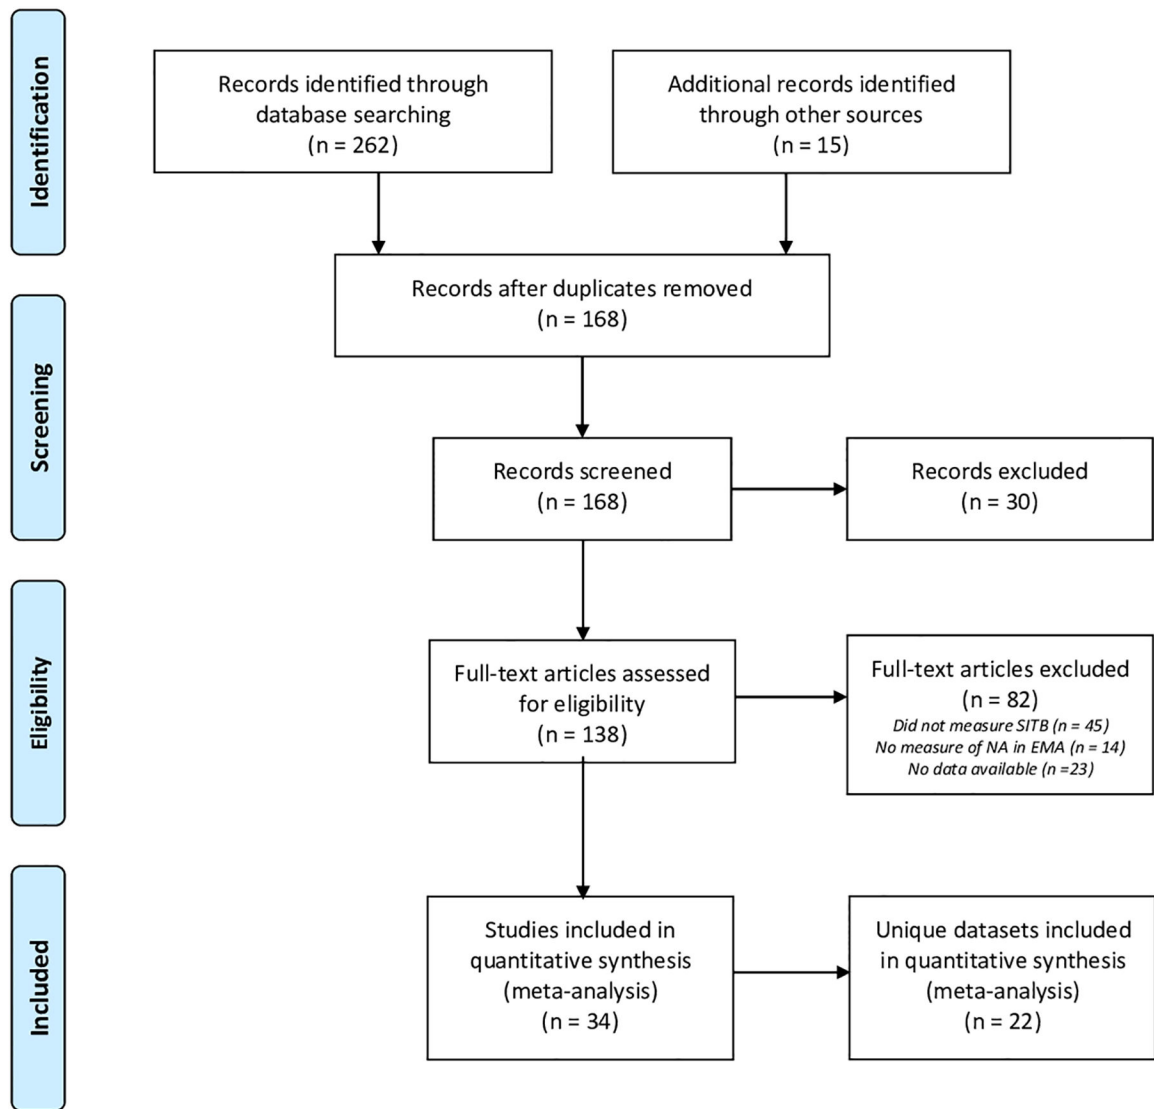 Identification
Records identified through
database searching
(n = 262)
Additional records identified
through other sources
(n = 15)
Records after duplicates removed
(n = 168)
Screening
Records screened
(n = 168)
Records excluded
(n = 30)
Eligibility
Full-text articles assessed
for eligibility
(n = 138)
Full-text articles excluded
(n = 82)
Did not measure SITB (n = 45)
No measure of NA in EMA (n = 14)
No data available (n =23)
Included
Studies included in
quantitative synthesis
(meta-analysis)
(n = 34)
Unique datasets included
in quantitative synthesis
(meta-analysis)
(n = 22)